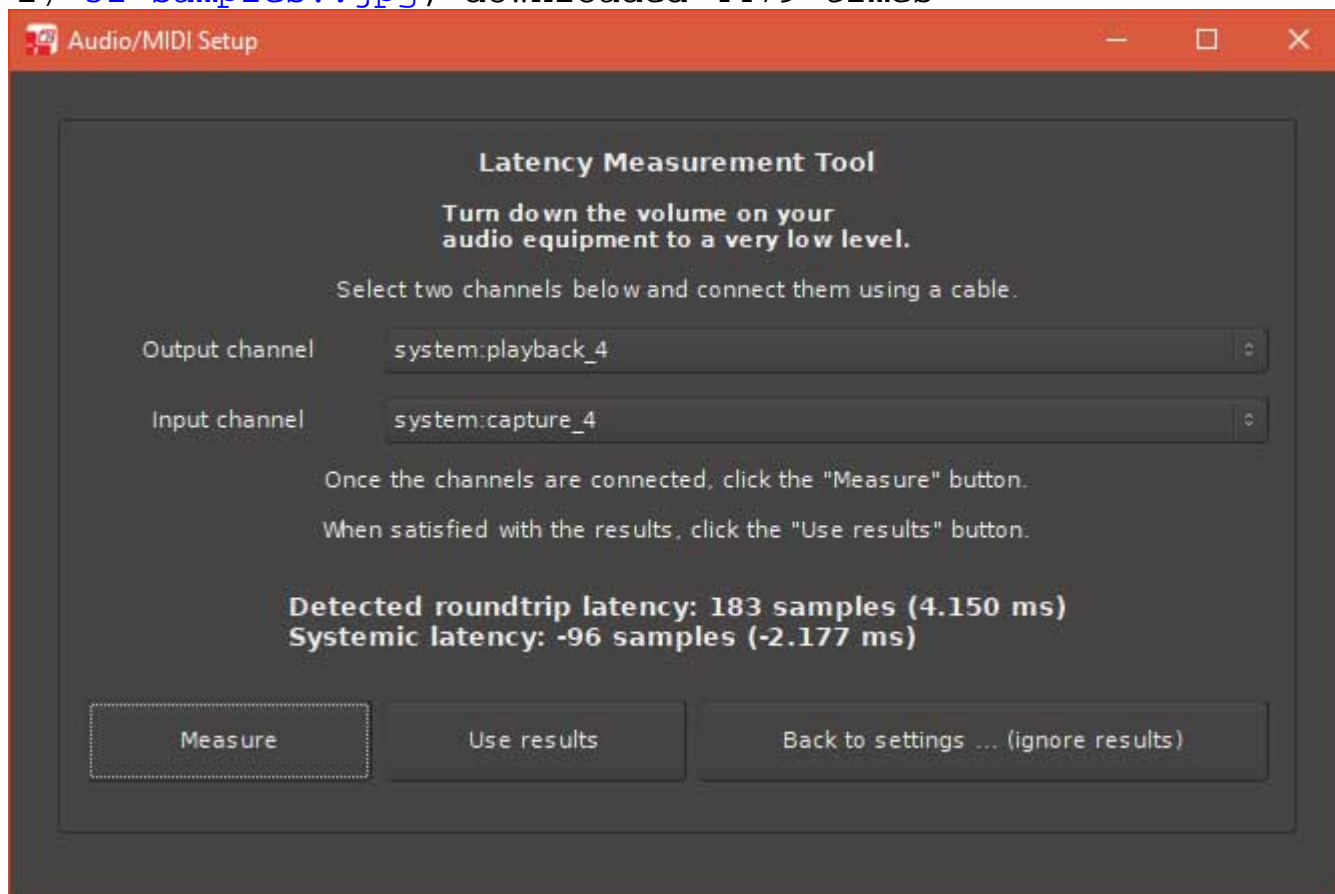 downloaded
Audio/MIDI Setup
Latency Measurement Tool
Turn down the volume on your
audio equipment to a very low level.
Select two channels below and connect them using a cable.
Output channel system:playback_4
Input channel system:capture_4
Once the channels are connected, click the "Measure" button.
When satisfied with the results, click the "Use results" button.
Detected roundtrip latency: 183 samples (4.150 ms)
Systemic latency: -96 samples (-2.177 ms)
Measure Use results Back to settings ... (ignore results)